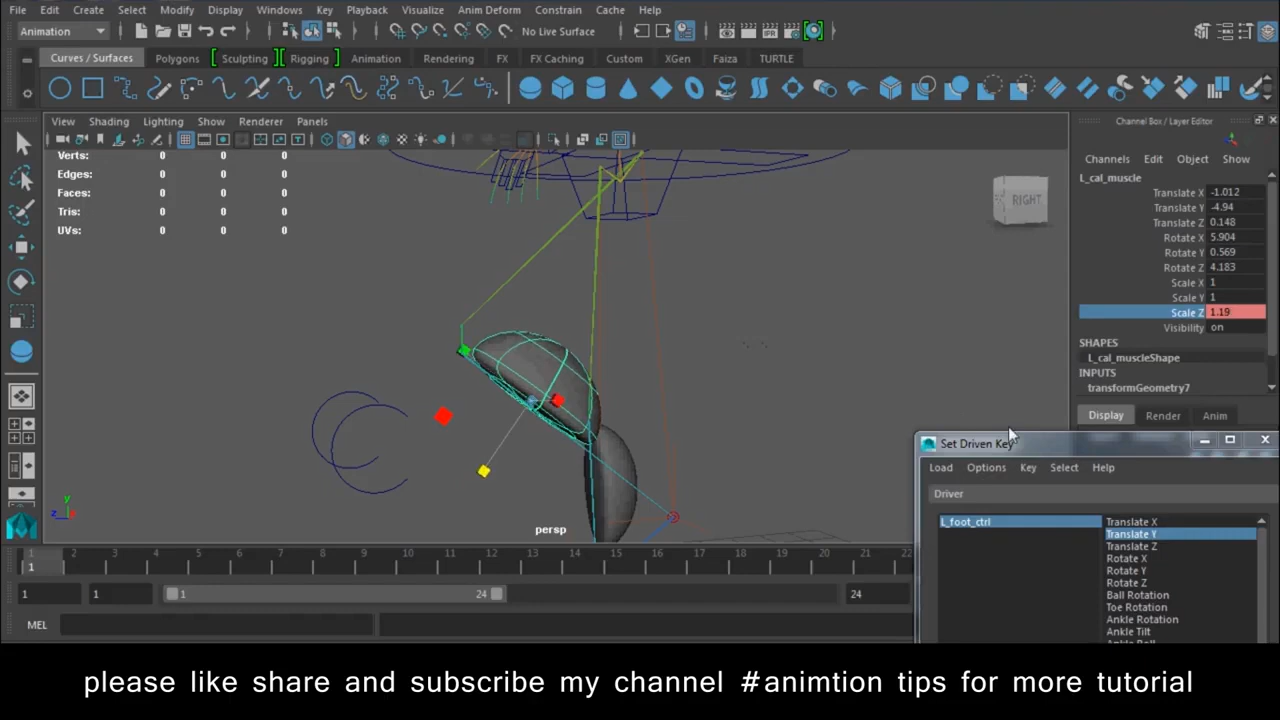 File Edit Create Select Modify Display Windows Key Playback Visualize Anim Deform Constrain Cache Help
Animation No Live Surface
Curves / Surfaces Polygons Sculpting Rigging Animation Rendering FX FX Caching Custom XGen Faiza TURTLE
View Shading Lighting Show Renderer Panels
Verts: 0 0 0
Edges: 0 0 0
Faces: 0 0 0
Tris: 0 0 0
UVs: 0 0 0
RIGHT
persp
y
z
x
Channel Box / Layer Editor
Channels Edit Object Show
L_cal_muscle
Translate X -1.012
Translate Y -4.94
Translate Z 0.148
Rotate X 5.904
Rotate Y 0.569
Rotate Z 4.183
Scale X 1
Scale Y 1
Scale Z 1.19
Visibility on
SHAPES
L_cal_muscleShape
INPUTS
transformGeometry7
Display Render Anim
Set Driven Key
Load Options Key Select Help
Driver
L_foot_ctrl
Translate X
Translate Y
Translate Z
Rotate X
Rotate Y
Rotate Z
Ball Rotation
Toe Rotation
Ankle Rotation
Ankle Tilt
1 2 3 4 5 6 7 8 9 10 11 12 13 14 15 16 17 18 19 20 21 22
1
1 1 1 24 24
MEL
please like share and subscribe my channel #animtion tips for more tutorial